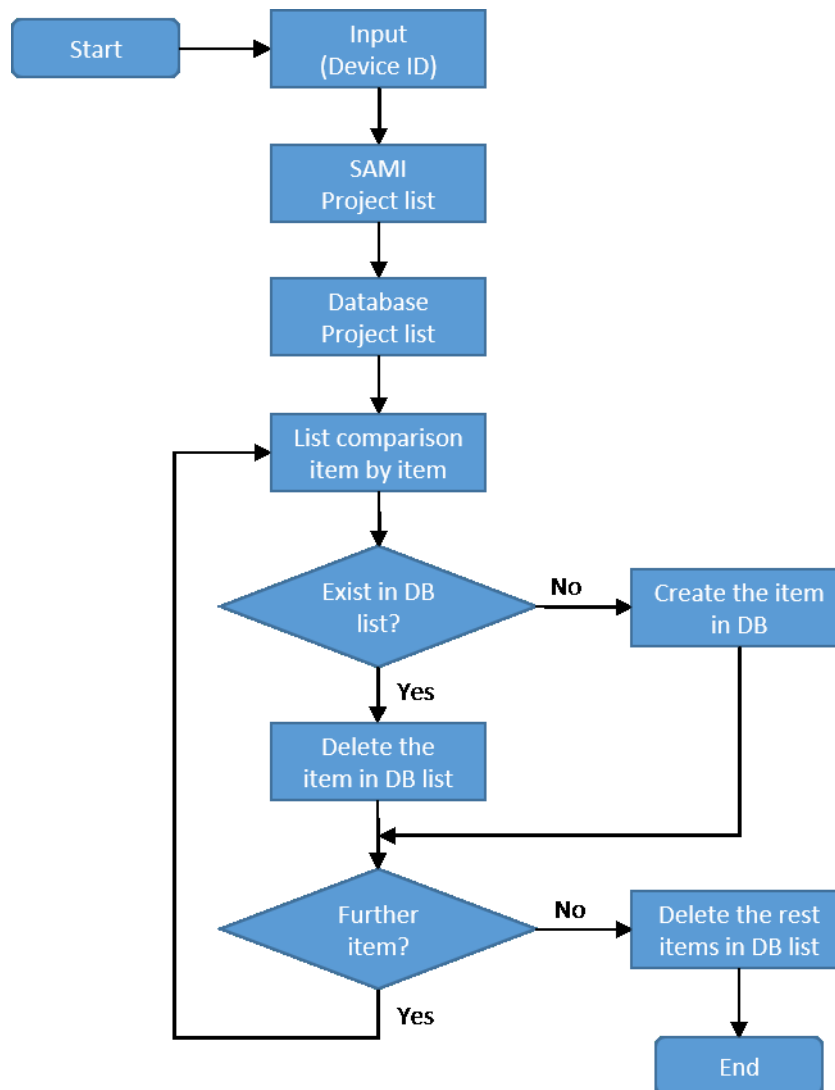 Start
Input
(Device ID)
SAMI
Project list
Database
Project list
List comparison
item by item
Exist in DB
list?
No
Create the item
in DB
Yes
Delete the
item in DB list
Further
item?
No
Delete the rest
items in DB list
Yes
End